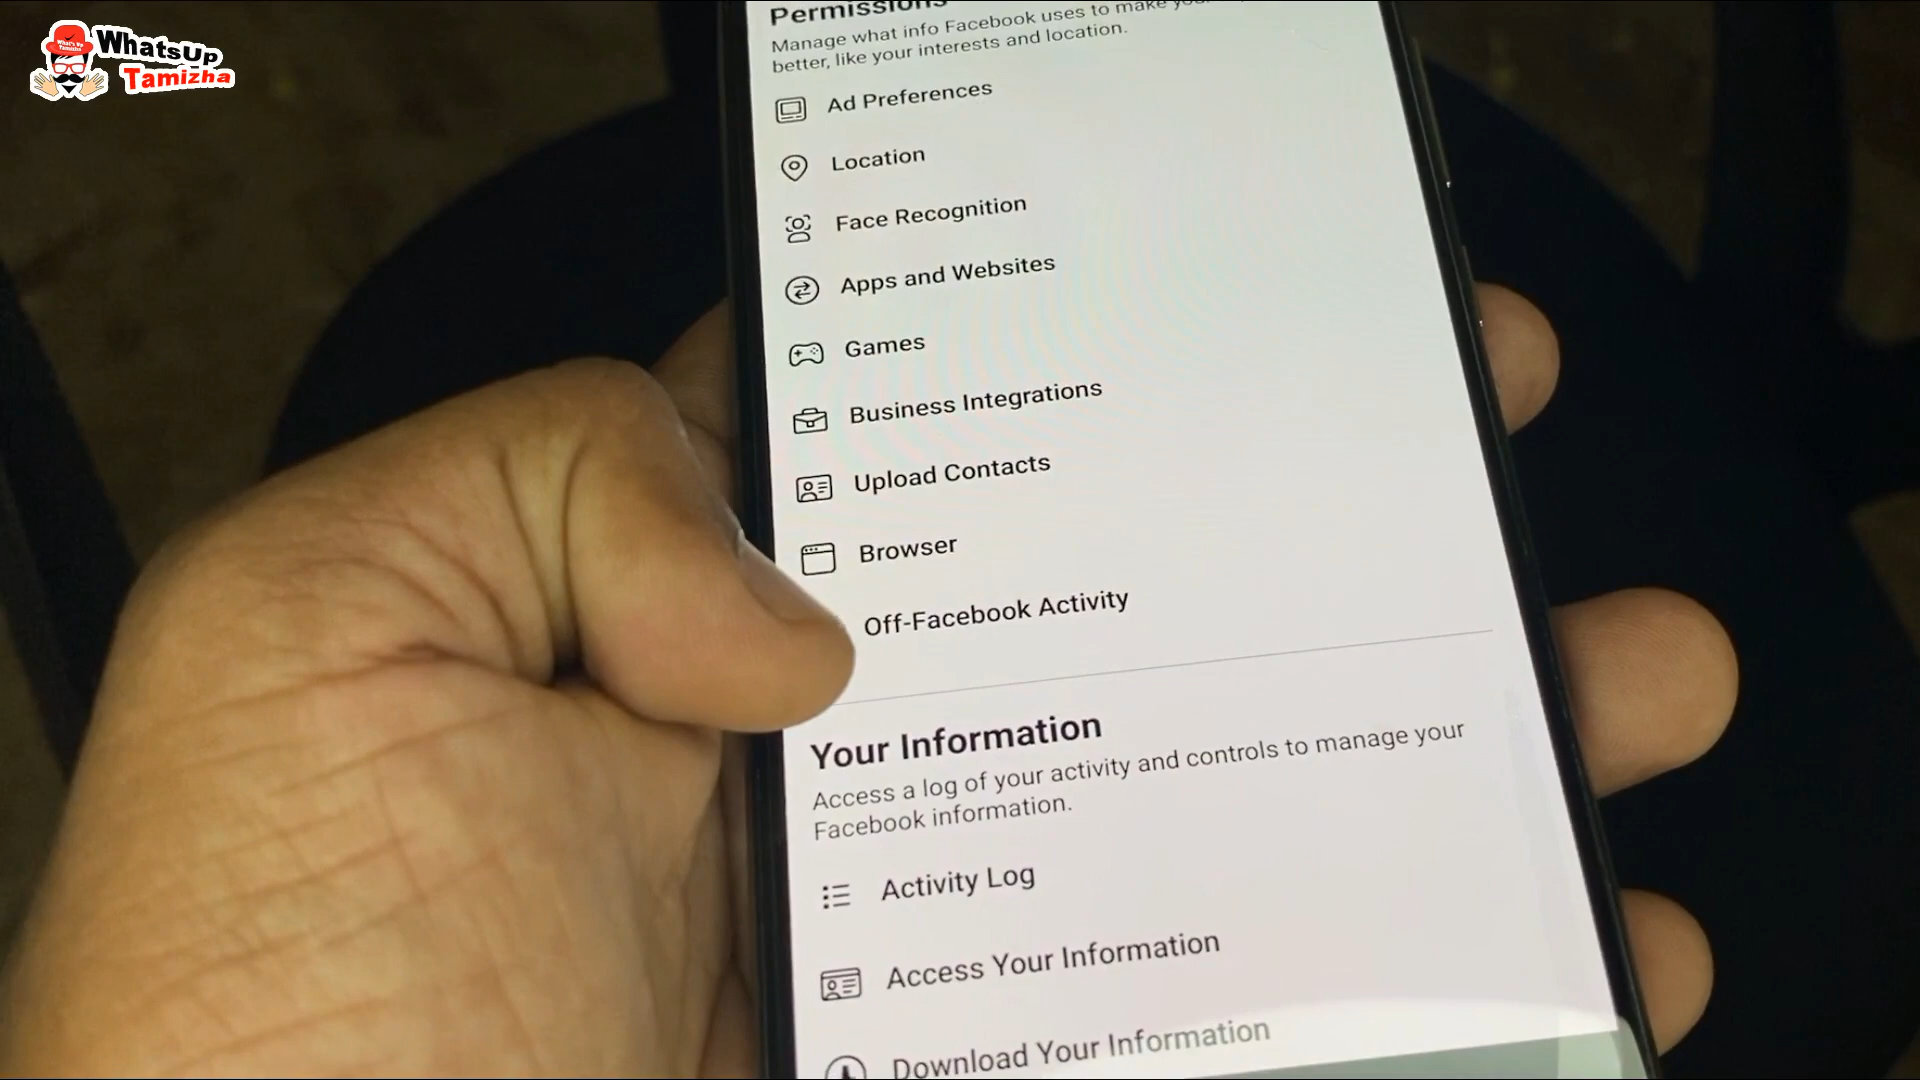 WhatsUp
Tamizha
Permissions
Manage what info Facebook uses to make
better, like your interests and location.
Ad Preferences
Location
Face Recognition
Apps and Websites
Games
Business Integrations
Upload Contacts
Browser
Off-Facebook Activity
Your Information
Access a log of your activity and controls to manage your
Facebook information.
Activity Log
Access Your Information
Download Your Information